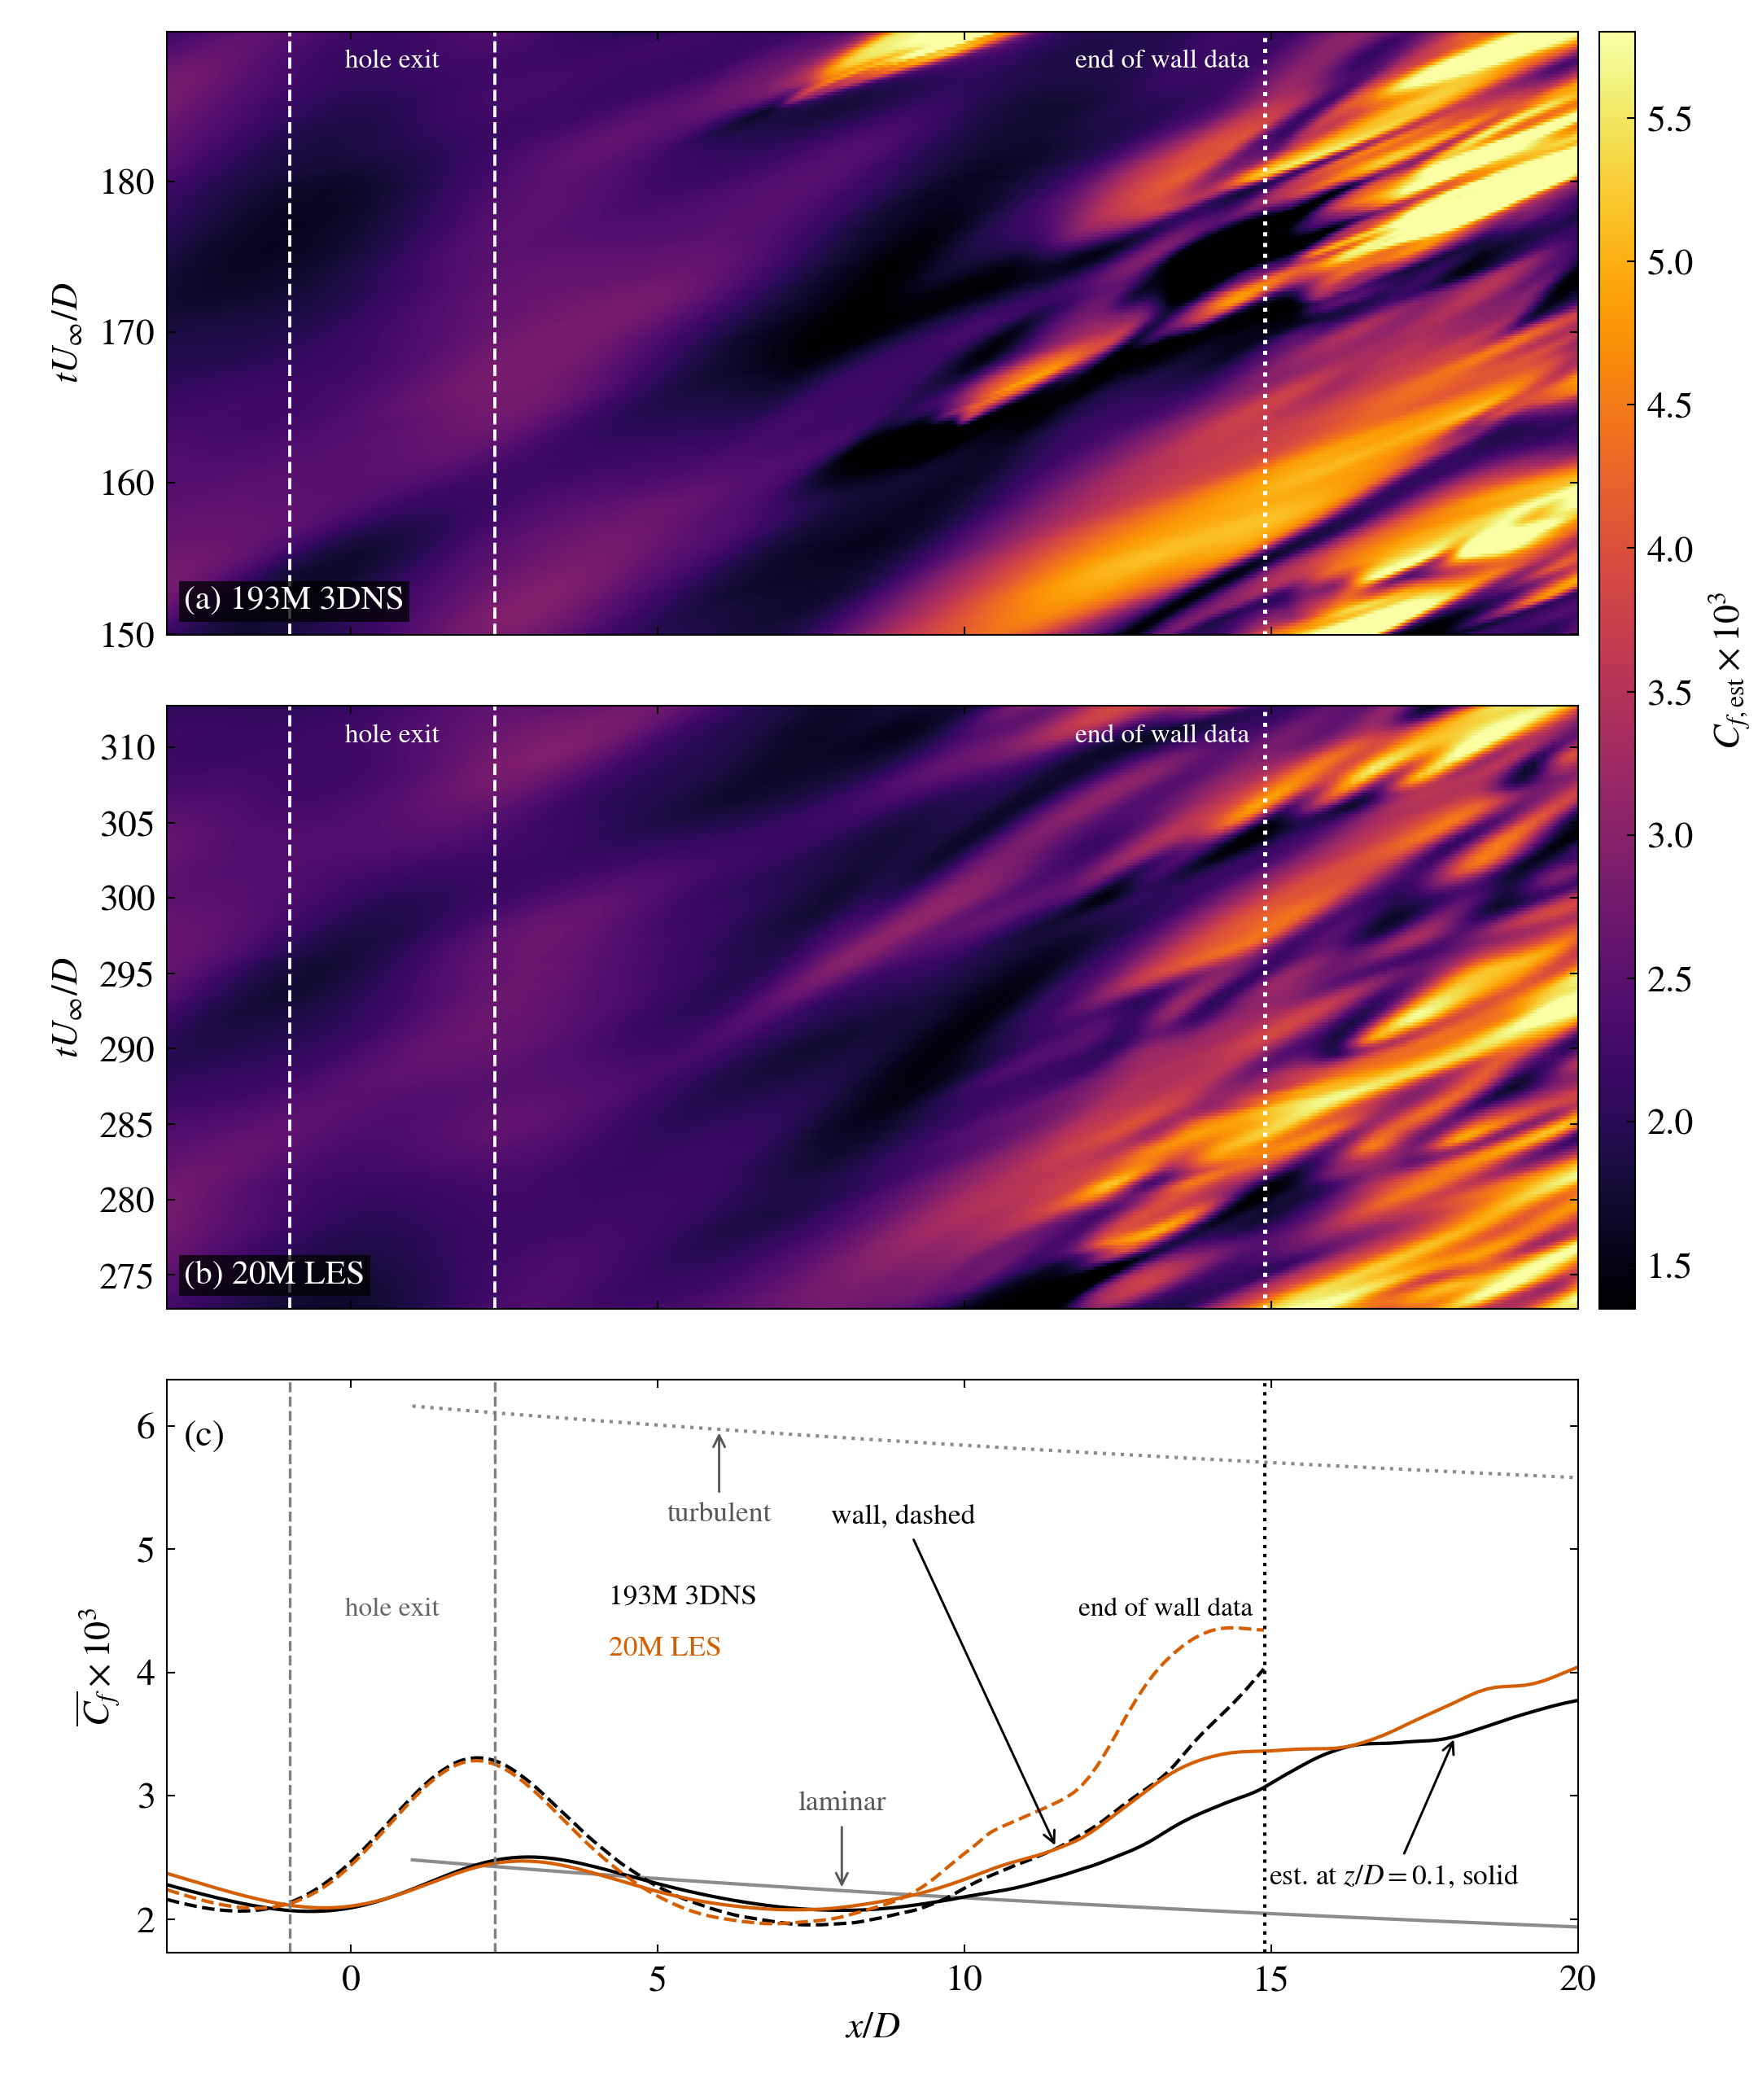 hole exit
end of wall data
180
170
160
150
tU∞/D
(a) 193M 3DNS
5.5
5.0
4.5
4.0
3.5
3.0
2.5
2.0
1.5
C_{f,est} × 10³
hole exit
end of wall data
310
305
300
295
290
285
280
275
tU∞/D
(b) 20M LES
(c)
6
5
4
3
2
\overline{C_f} × 10³
turbulent
wall, dashed
193M 3DNS
hole exit
end of wall data
20M LES
laminar
est. at z/D = 0.1, solid
0
5
10
15
20
x/D